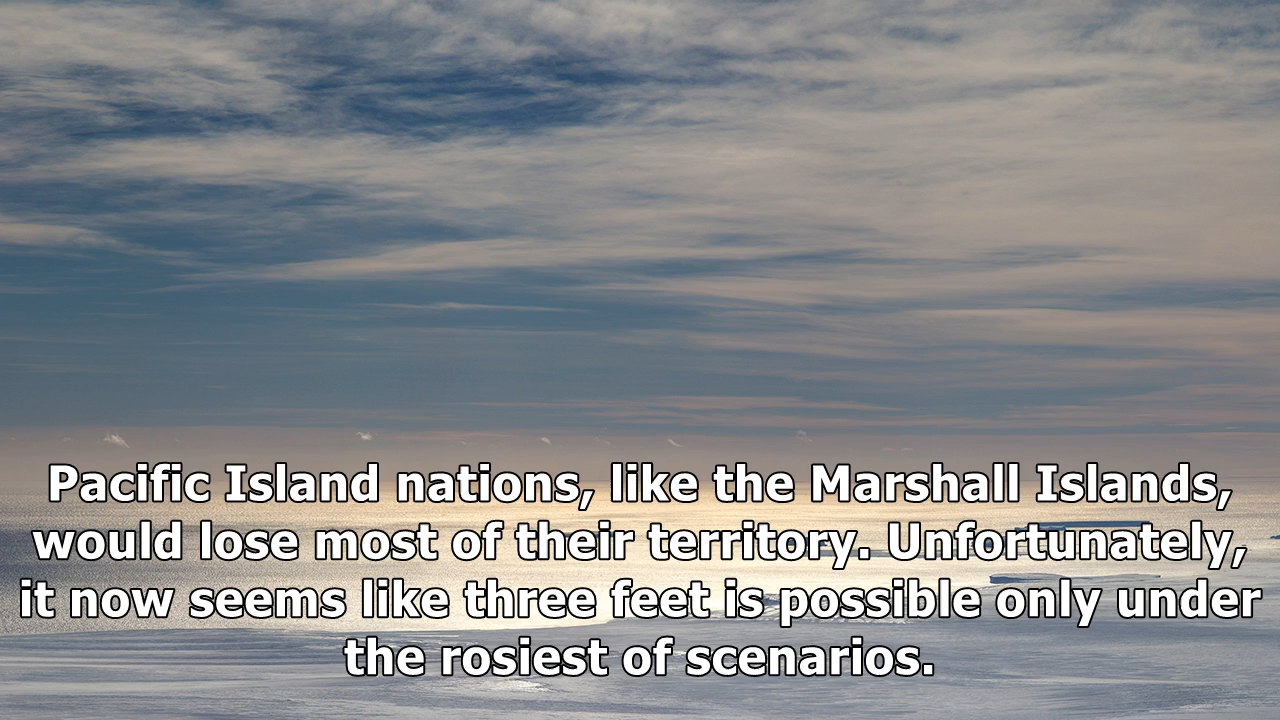 Pacific Island nations, like the Marshall Islands,
would lose most of their territory. Unfortunately,
it now seems like three feet is possible only under
the rosiest of scenarios.